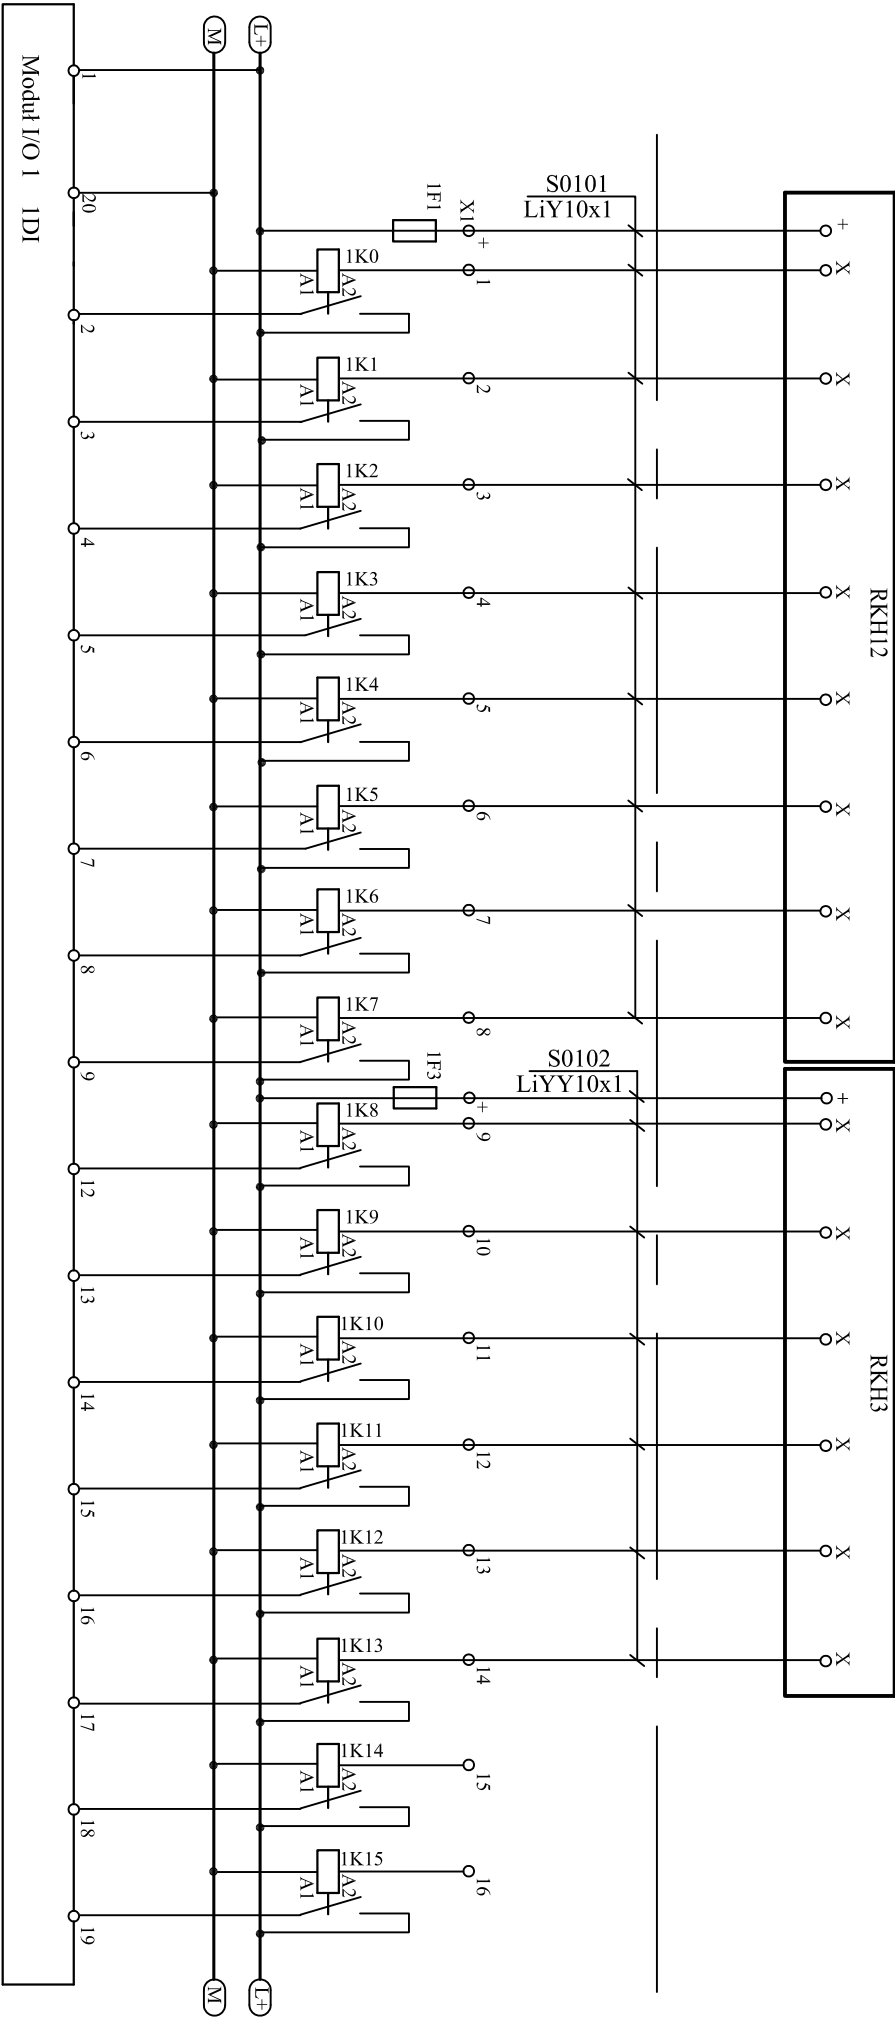 Moduł I/O 1 1DI
M
L+
1
20
1F1
X1
+
S0101
LiY10x1
+
1K0
A1
A2
1
X
2
1K1
A1
A2
2
X
3
1K2
A1
A2
3
X
4
1K3
A1
A2
4
X
5
RKH12
1K4
A1
A2
5
X
6
1K5
A1
A2
6
X
7
1K6
A1
A2
7
X
8
1K7
A1
A2
8
X
9
1F3
+
S0102
LiYY10x1
+
1K8
A1
A2
9
X
12
1K9
A1
A2
10
X
13
1K10
A1
A2
11
X
14
RKH3
1K11
A1
A2
12
X
15
1K12
A1
A2
13
X
16
1K13
A1
A2
14
X
17
1K14
A1
A2
15
18
1K15
A1
A2
16
19
M
L+